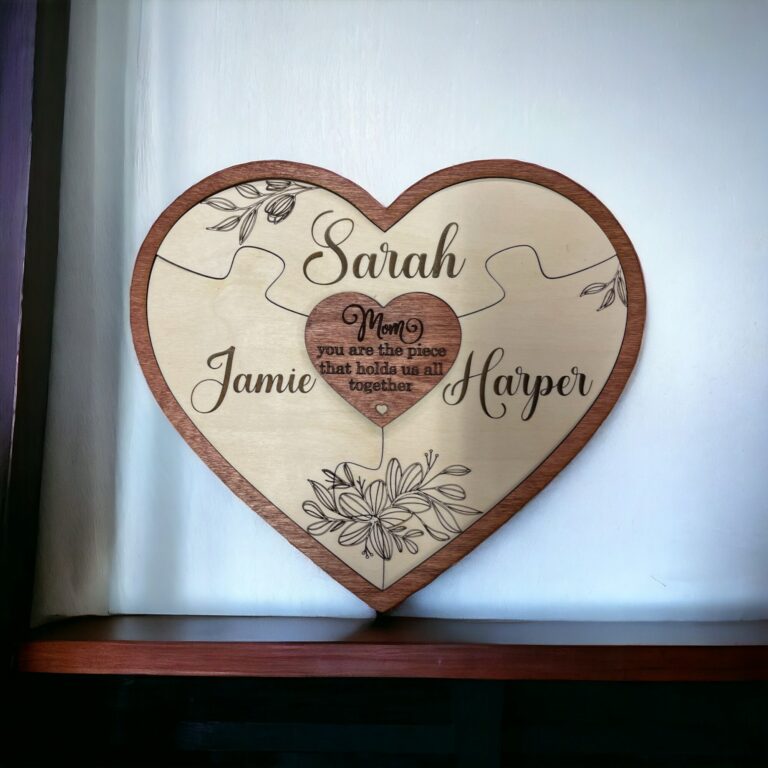 Sarah
Mom
you are the piece
that holds us all
together
Jamie
Harper